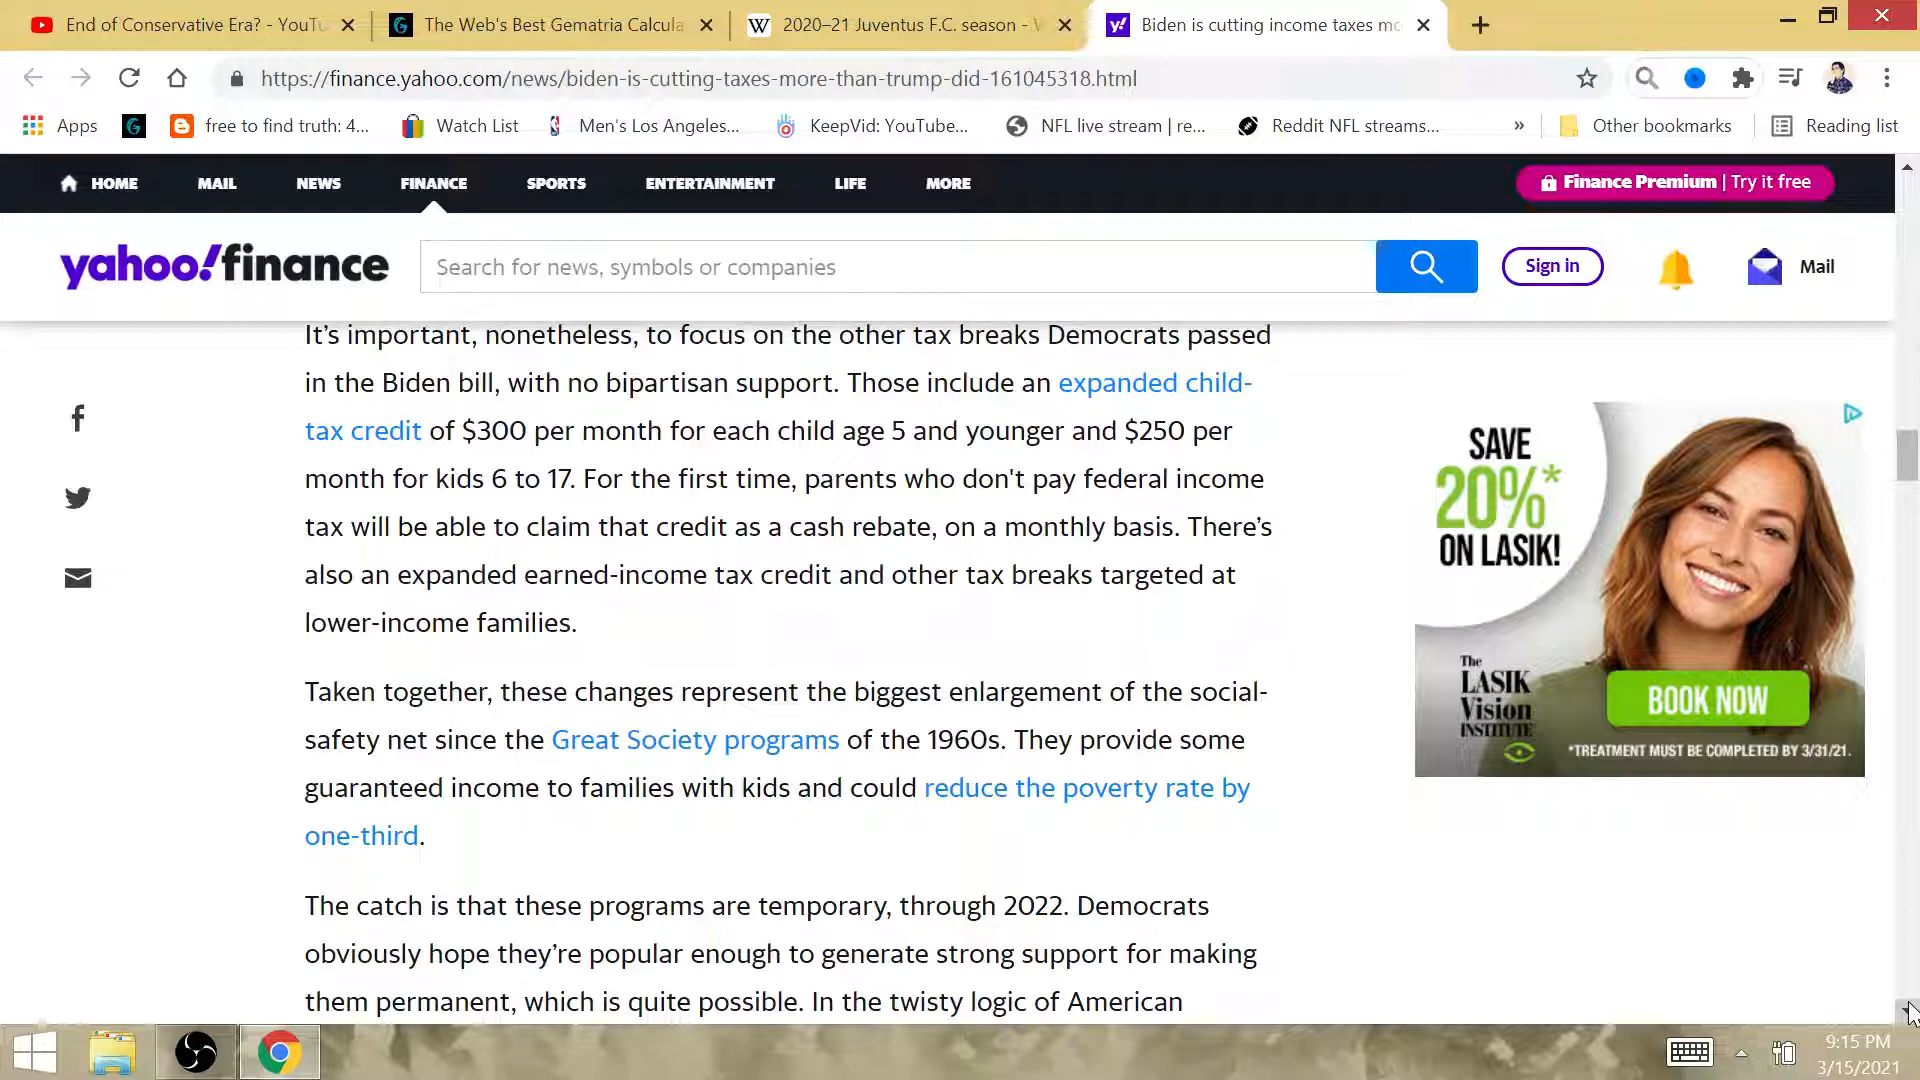 End of Conservative Era? - YouTu
The Web's Best Gematria Calcula
2020–21 Juventus F.C. season - W
Biden is cutting income taxes mo
https://finance.yahoo.com/news/biden-is-cutting-taxes-more-than-trump-did-161045318.html
Apps
free to find truth: 4...
Watch List
Men's Los Angeles...
KeepVid: YouTube...
NFL live stream | re...
Reddit NFL streams...
»
Other bookmarks
Reading list
HOME
MAIL
NEWS
FINANCE
SPORTS
ENTERTAINMENT
LIFE
MORE
Finance Premium | Try it free
yahoo!finance
Search for news, symbols or companies
Sign in
Mail
It's important, nonetheless, to focus on the other tax breaks Democrats passed
in the Biden bill, with no bipartisan support. Those include an expanded child-
tax credit of $300 per month for each child age 5 and younger and $250 per
month for kids 6 to 17. For the first time, parents who don't pay federal income
tax will be able to claim that credit as a cash rebate, on a monthly basis. There's
also an expanded earned-income tax credit and other tax breaks targeted at
lower-income families.
Taken together, these changes represent the biggest enlargement of the social-
safety net since the Great Society programs of the 1960s. They provide some
guaranteed income to families with kids and could reduce the poverty rate by
one-third.
The catch is that these programs are temporary, through 2022. Democrats
obviously hope they're popular enough to generate strong support for making
them permanent, which is quite possible. In the twisty logic of American
SAVE
20%*
ON LASIK!
The
LASIK
Vision
INSTITUTE
BOOK NOW
*TREATMENT MUST BE COMPLETED BY 3/31/21.
9:15 PM
3/15/2021